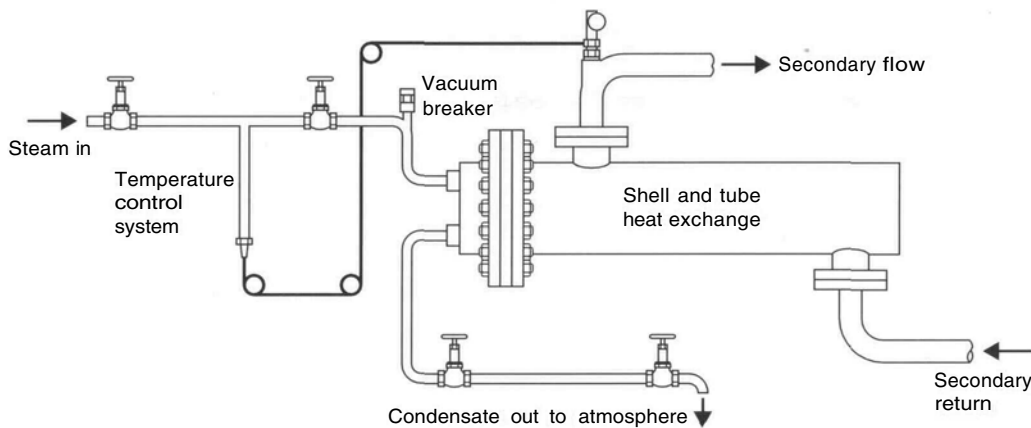 Secondary flow
Vacuum
breaker
Steam in
Temperature
control
system
Shell and tube
heat exchange
Secondary
return
Condensate out to atmosphere